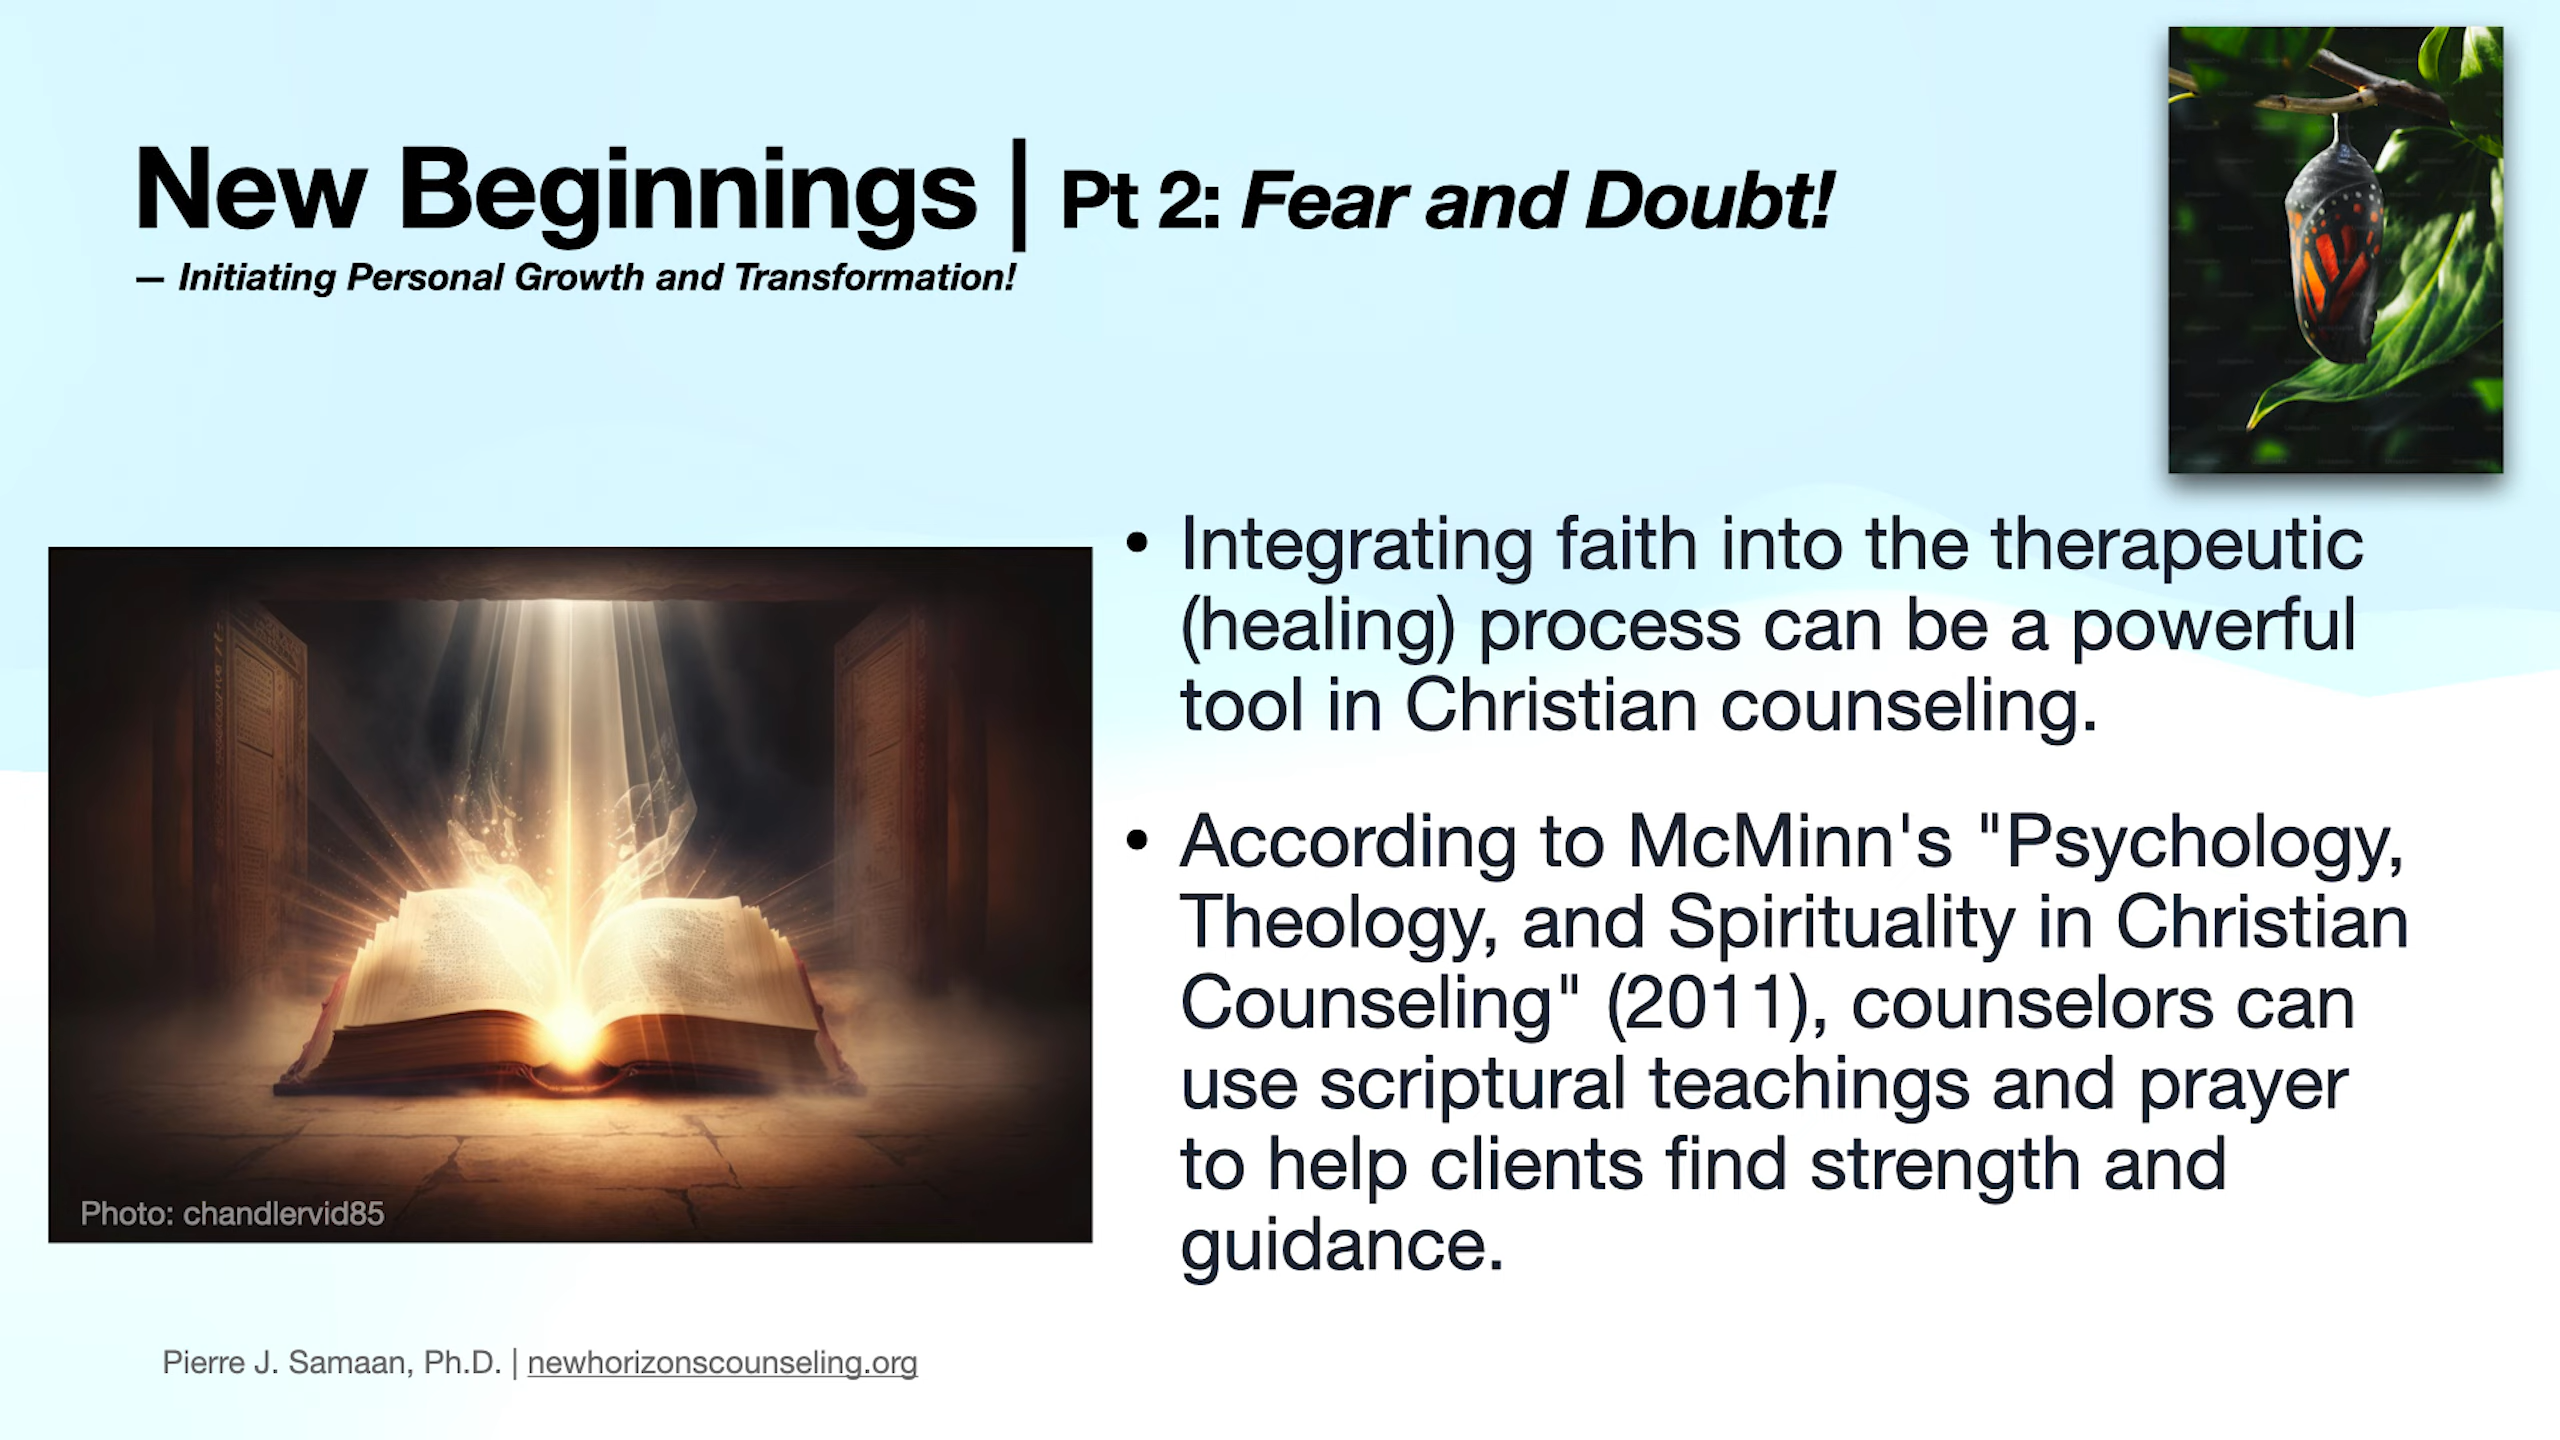 New Beginnings | Pt 2: Fear and Doubt!
– Initiating Personal Growth and Transformation!
• Integrating faith into the therapeutic
(healing) process can be a powerful
tool in Christian counseling.
• According to McMinn's "Psychology,
Theology, and Spirituality in Christian
Counseling" (2011), counselors can
use scriptural teachings and prayer
to help clients find strength and
guidance.
Photo: chandlervid85
Pierre J. Samaan, Ph.D. | newhorizonscounseling.org